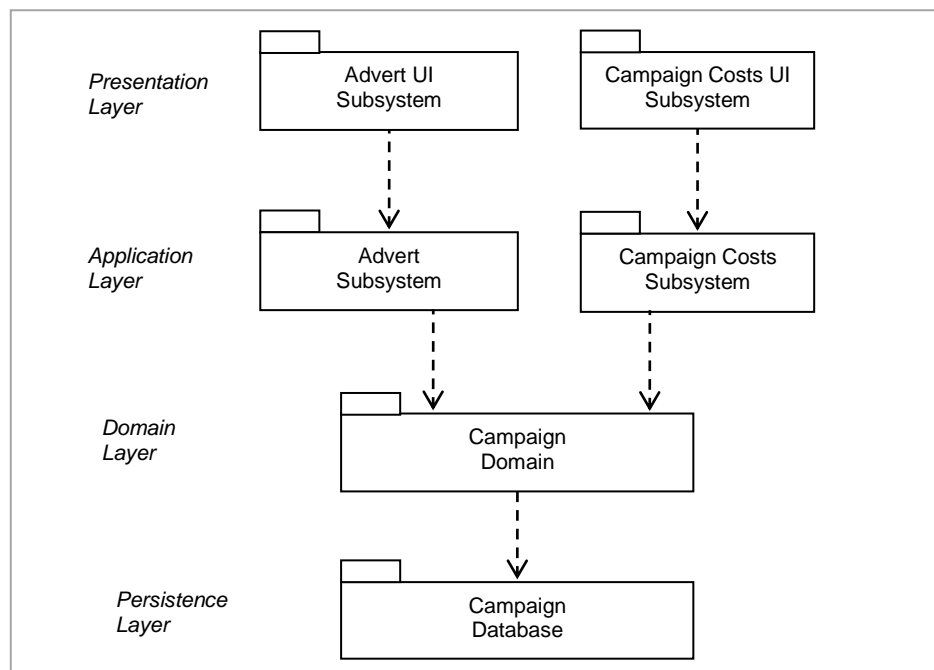 Presentation
Layer
Advert UI
Subsystem
Campaign Costs UI
Subsystem
Application
Layer
Advert
Subsystem
Campaign Costs
Subsystem
Domain
Layer
Campaign
Domain
Persistence
Layer
Campaign
Database